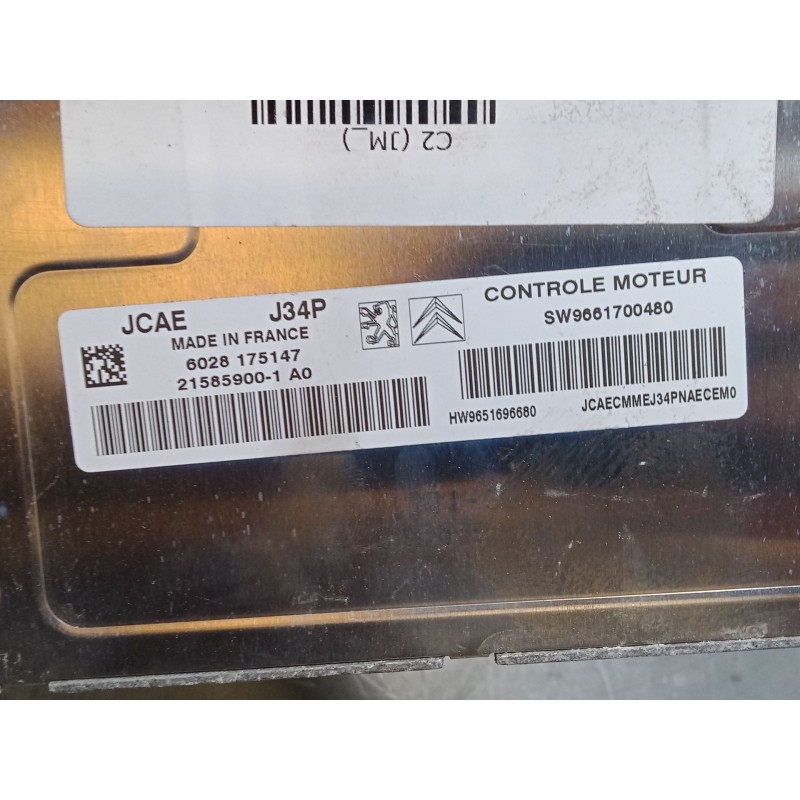 C2 (JM_)
JCAE J34P
MADE IN FRANCE
6028 175147
21585900-1 A0
CONTROLE MOTEUR
SW9661700480
HW9651696680 JCAECMMEJ34PNAECEM0